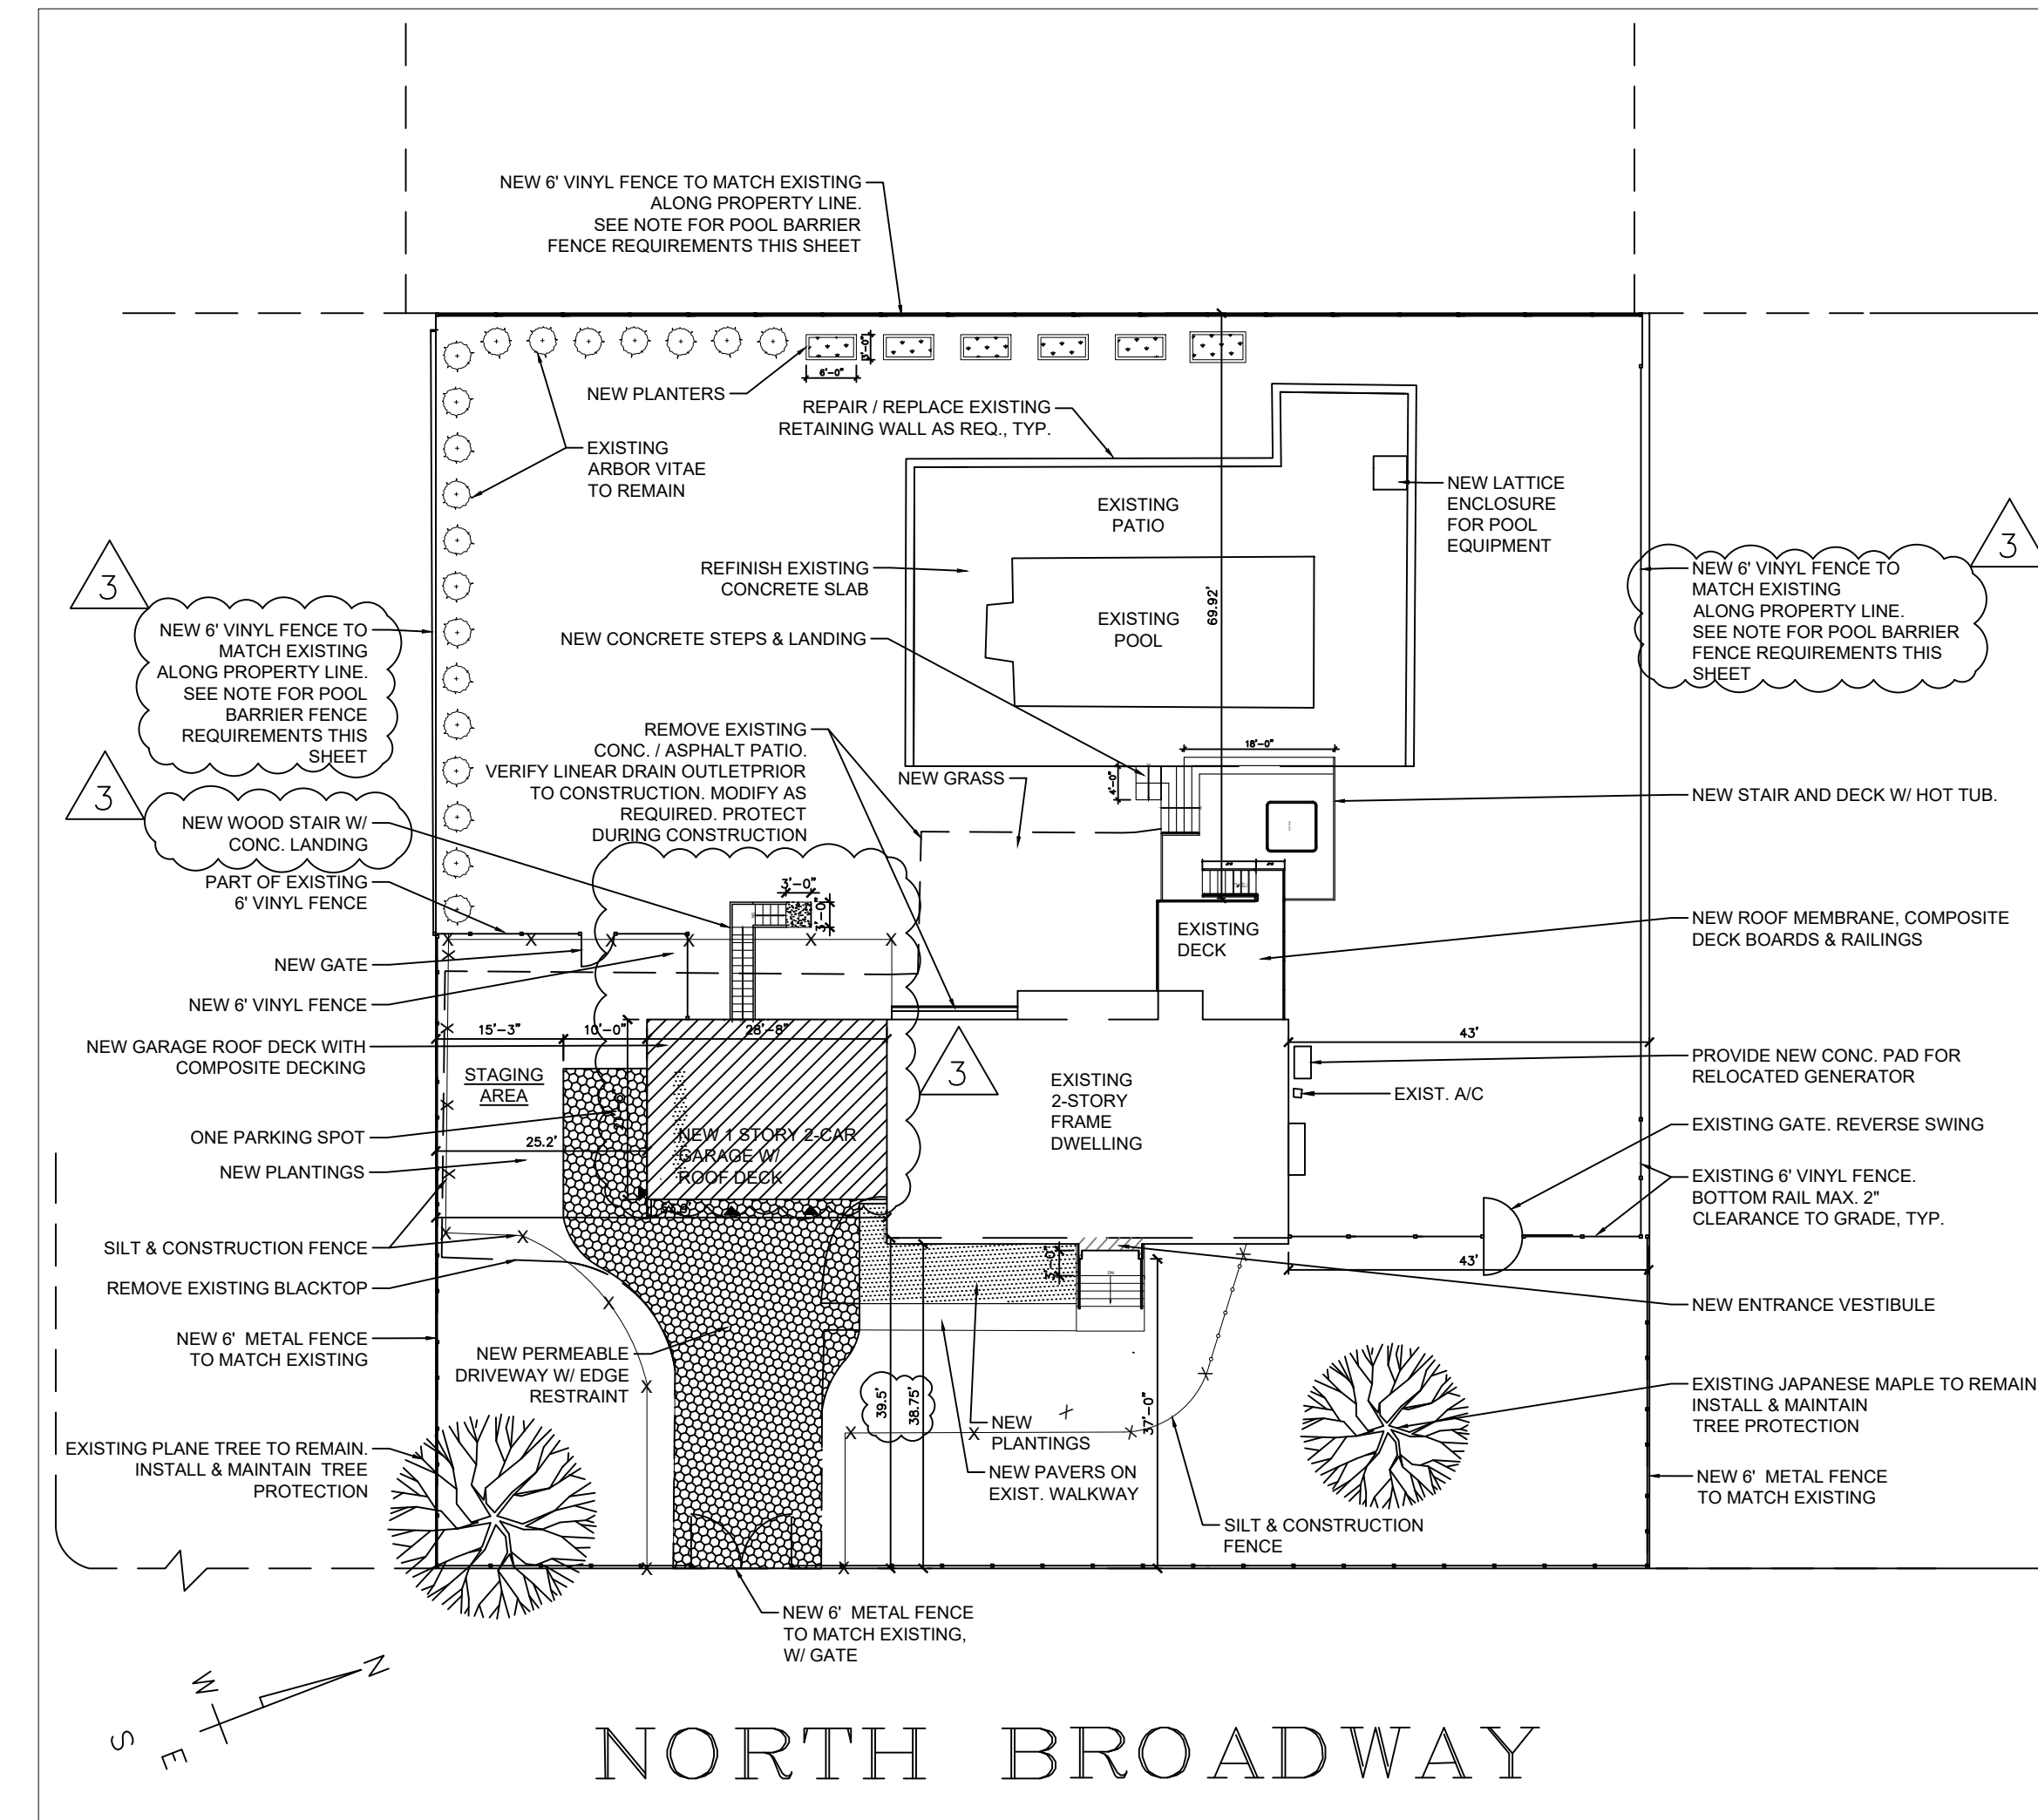 NEW 6' VINYL FENCE TO MATCH EXISTING
ALONG PROPERTY LINE.
SEE NOTE FOR POOL BARRIER
FENCE REQUIREMENTS THIS SHEET
3'-0"
6'-0"
NEW PLANTERS
REPAIR / REPLACE EXISTING
RETAINING WALL AS REQ., TYP.
EXISTING
ARBOR VITAE
TO REMAIN
EXISTING
PATIO
NEW LATTICE
ENCLOSURE
FOR POOL
EQUIPMENT
3
NEW 6' VINYL FENCE TO
MATCH EXISTING
ALONG PROPERTY LINE.
SEE NOTE FOR POOL
BARRIER FENCE
REQUIREMENTS THIS
SHEET
REFINISH EXISTING
CONCRETE SLAB
69.92'
3
NEW 6' VINYL FENCE TO
MATCH EXISTING
ALONG PROPERTY LINE.
SEE NOTE FOR POOL BARRIER
FENCE REQUIREMENTS THIS
SHEET
EXISTING
POOL
NEW CONCRETE STEPS & LANDING
REMOVE EXISTING
CONC. / ASPHALT PATIO.
VERIFY LINEAR DRAIN OUTLETPRIOR
TO CONSTRUCTION. MODIFY AS
REQUIRED. PROTECT
DURING CONSTRUCTION
18'-0"
4'-0"
NEW GRASS
3
NEW WOOD STAIR W/
CONC. LANDING
NEW STAIR AND DECK W/ HOT TUB.
PART OF EXISTING
6' VINYL FENCE
3'-0"
3'-0"
EXISTING
DECK
NEW ROOF MEMBRANE, COMPOSITE
DECK BOARDS & RAILINGS
NEW GATE
NEW 6' VINYL FENCE
15'-3"
10'-0"
28'-8"
43'
NEW GARAGE ROOF DECK WITH
COMPOSITE DECKING
STAGING
AREA
3
EXISTING
2-STORY
FRAME
DWELLING
PROVIDE NEW CONC. PAD FOR
RELOCATED GENERATOR
EXIST. A/C
ONE PARKING SPOT
25.2'
NEW 1 STORY 2-CAR
GARAGE W/
ROOF DECK
NEW PLANTINGS
EXISTING GATE. REVERSE SWING
EXISTING 6' VINYL FENCE.
BOTTOM RAIL MAX. 2"
CLEARANCE TO GRADE, TYP.
SILT & CONSTRUCTION FENCE
REMOVE EXISTING BLACKTOP
3'-0"
DN
43'
NEW ENTRANCE VESTIBULE
NEW 6' METAL FENCE
TO MATCH EXISTING
NEW PERMEABLE
DRIVEWAY W/ EDGE
RESTRAINT
39.5'
38.75'
37'-0"
NEW
PLANTINGS
EXISTING JAPANESE MAPLE TO REMAIN
INSTALL & MAINTAIN
TREE PROTECTION
EXISTING PLANE TREE TO REMAIN.
INSTALL & MAINTAIN TREE
PROTECTION
NEW PAVERS ON
EXIST. WALKWAY
NEW 6' METAL FENCE
TO MATCH EXISTING
SILT & CONSTRUCTION
FENCE
NEW 6' METAL FENCE
TO MATCH EXISTING,
W/ GATE
N
W
S
E
NORTH BROADWAY